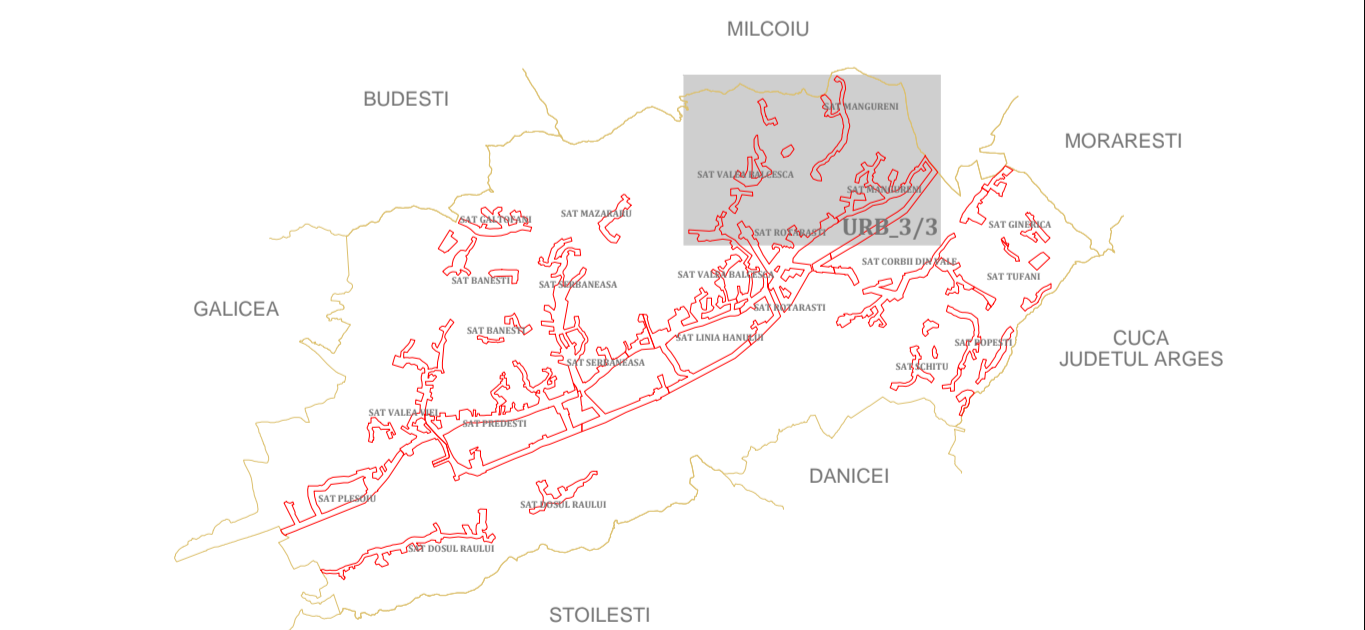 MILCOIU
BUDESTI
SAT MANGURENI
MORARESTI
SAT VALEA BALCESCA
SAT MANGURENI
SAT GALTOFANI
SAT MAZARARU
SAT GINERICA
SAT ROTARASTI
URB_3/3
SAT CORBII DIN VALE
SAT BANESTI
SAT SERBANEASA
SAT VALEA BALCESCA
SAT TUFANI
GALICEA
SAT ROTARASTI
SAT BANESTI
SAT LINIA HANULUI
SAT POPESTI
CUCA
JUDETUL ARGES
SAT SERBANEASA
SAT SCHITU
SAT VALEA VIEI
SAT PREDESTI
DANICEI
SAT PLESOIU
SAT DOSUL RAULUI
SAT DOSUL RAULUI
STOILESTI